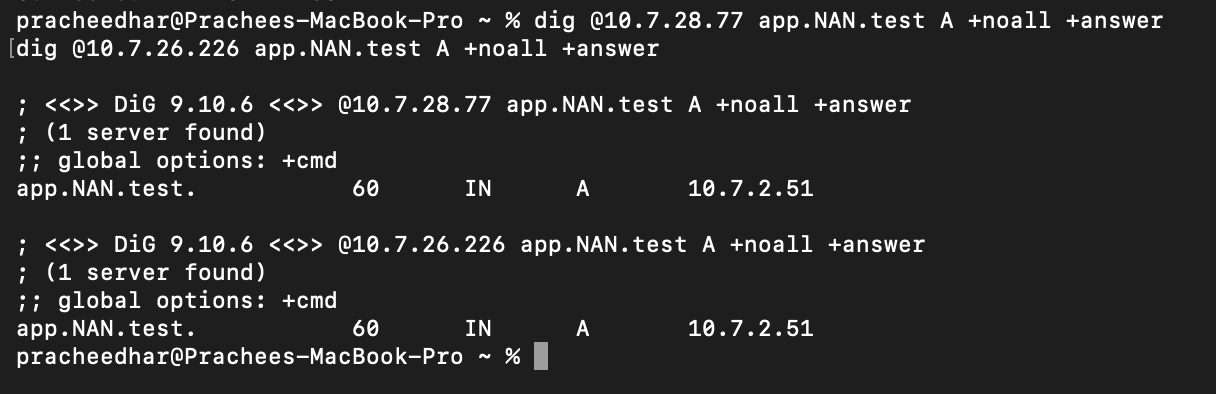 pracheedhar@Prachees-MacBook-Pro ~ % dig @10.7.28.77 app.NAN.test A +noall +answer
[dig @10.7.26.226 app.NAN.test A +noall +answer
; <<>> DiG 9.10.6 <<>> @10.7.28.77 app.NAN.test A +noall +answer
; (1 server found)
;; global options: +cmd
app.NAN.test. 60 IN A 10.7.2.51
; <<>> DiG 9.10.6 <<>> @10.7.26.226 app.NAN.test A +noall +answer
; (1 server found)
;; global options: +cmd
app.NAN.test. 60 IN A 10.7.2.51
pracheedhar@Prachees-MacBook-Pro ~ %